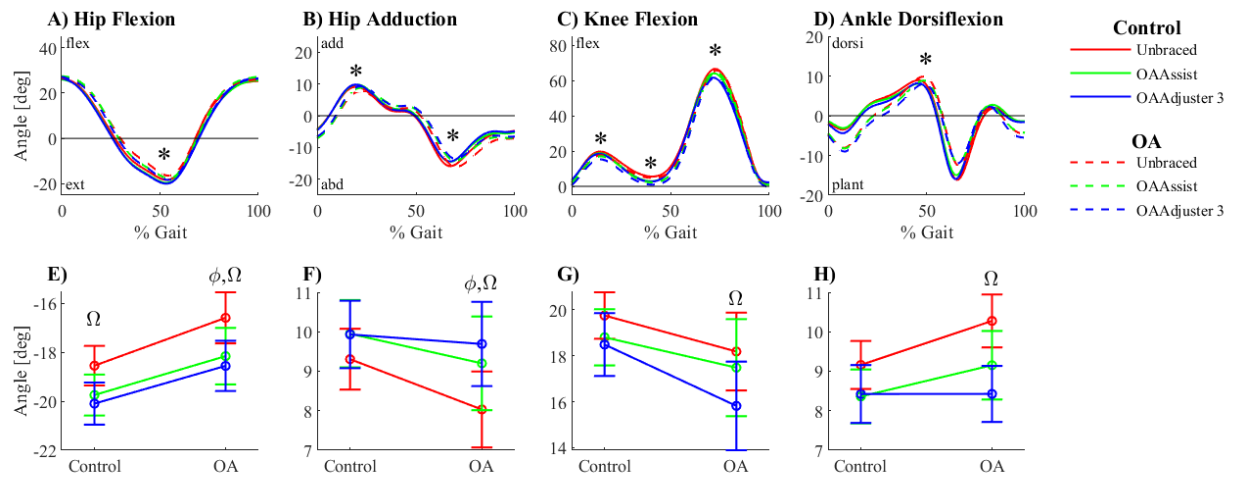 A) Hip Flexion
flex
40
20
0
-20
ext
Angle [deg]
*
0 50 100
% Gait
B) Hip Adduction
add
20
10
0
-10
-20
abd
* *
0 50 100
% Gait
C) Knee Flexion
flex
80
60
40
20
0
* * *
0 50 100
% Gait
D) Ankle Dorsiflexion
dorsi
20
10
0
-10
-20
plant
*
0 50 100
% Gait
Control
Unbraced
OAAssist
OAAdjuster 3
OA
Unbraced
OAAssist
OAAdjuster 3
E)
-16
-18
-20
-22
Angle [deg]
Ω
ϕ,Ω
Control OA
F)
11
10
9
8
7
ϕ,Ω
Control OA
G)
20
18
16
14
Ω
Control OA
H)
11
10
9
8
7
Ω
Control OA